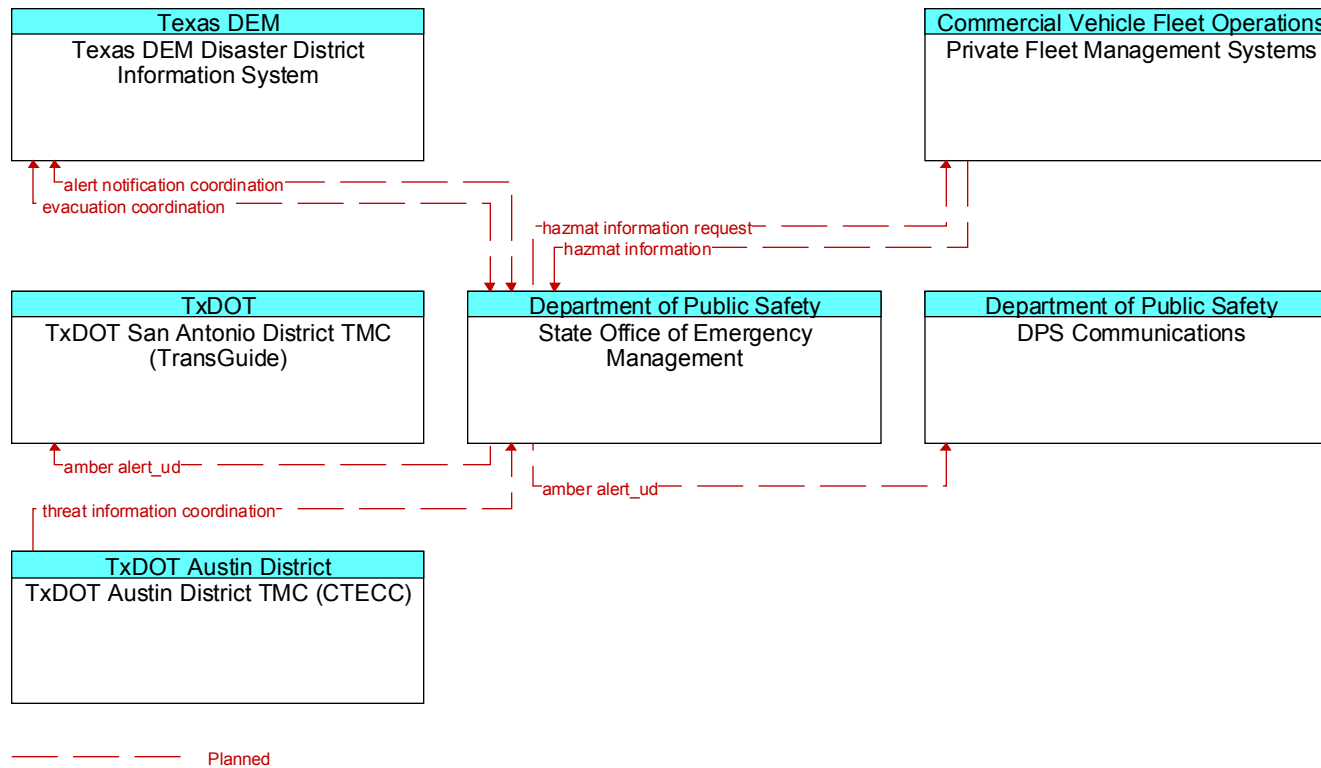 Texas DEM
Texas DEM Disaster District
Information System
Commercial Vehicle Fleet Operations
Private Fleet Management Systems
alert notification coordination
evacuation coordination
hazmat information request
hazmat information
TxDOT
TxDOT San Antonio District TMC
(TransGuide)
Department of Public Safety
State Office of Emergency
Management
Department of Public Safety
DPS Communications
amber alert_ud
amber alert_ud
threat information coordination
TxDOT Austin District
TxDOT Austin District TMC (CTECC)
Planned